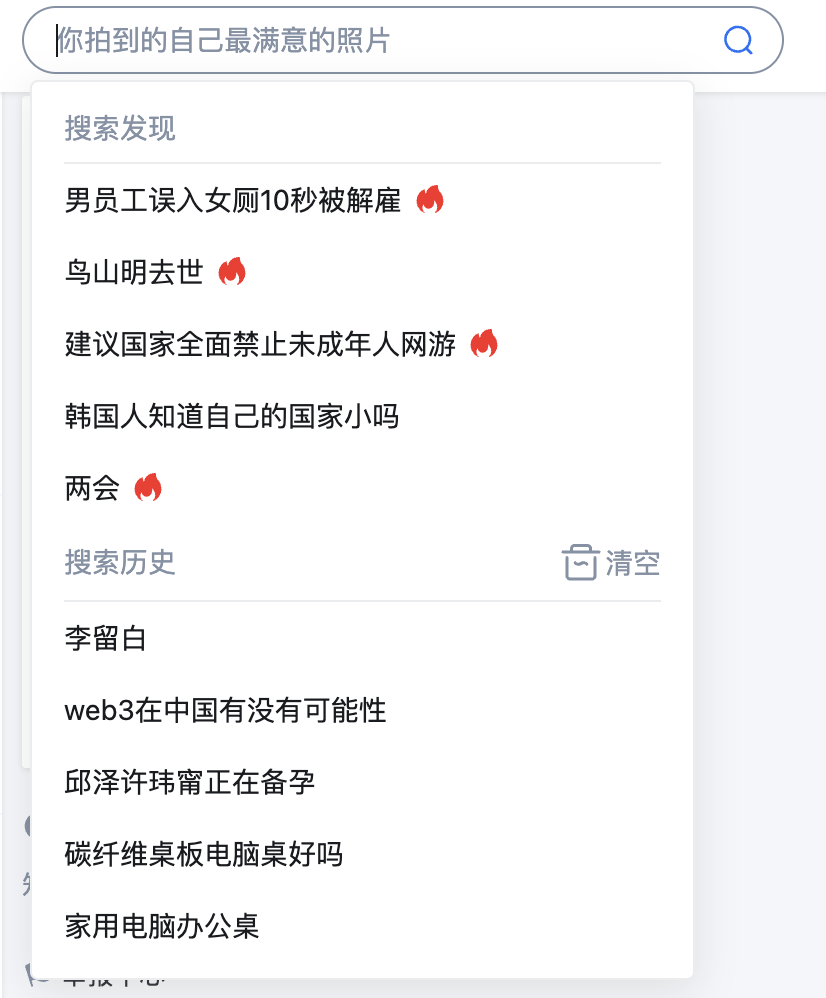 你拍到的自己最满意的照片
搜索发现
男员工误入女厕10秒被解雇
鸟山明去世
建议国家全面禁止未成年人网游
韩国人知道自己的国家小吗
两会
搜索历史 清空
李留白
web3在中国有没有可能性
邱泽许玮甯正在备孕
碳纤维桌板电脑桌好吗
家用电脑办公桌